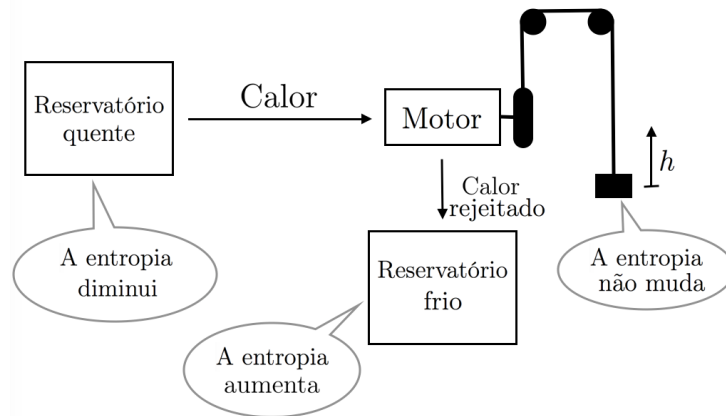 Reservatório
quente
Calor
Motor
h
Calor
rejeitado
A entropia
diminui
Reservatório
frio
A entropia
não muda
A entropia
aumenta